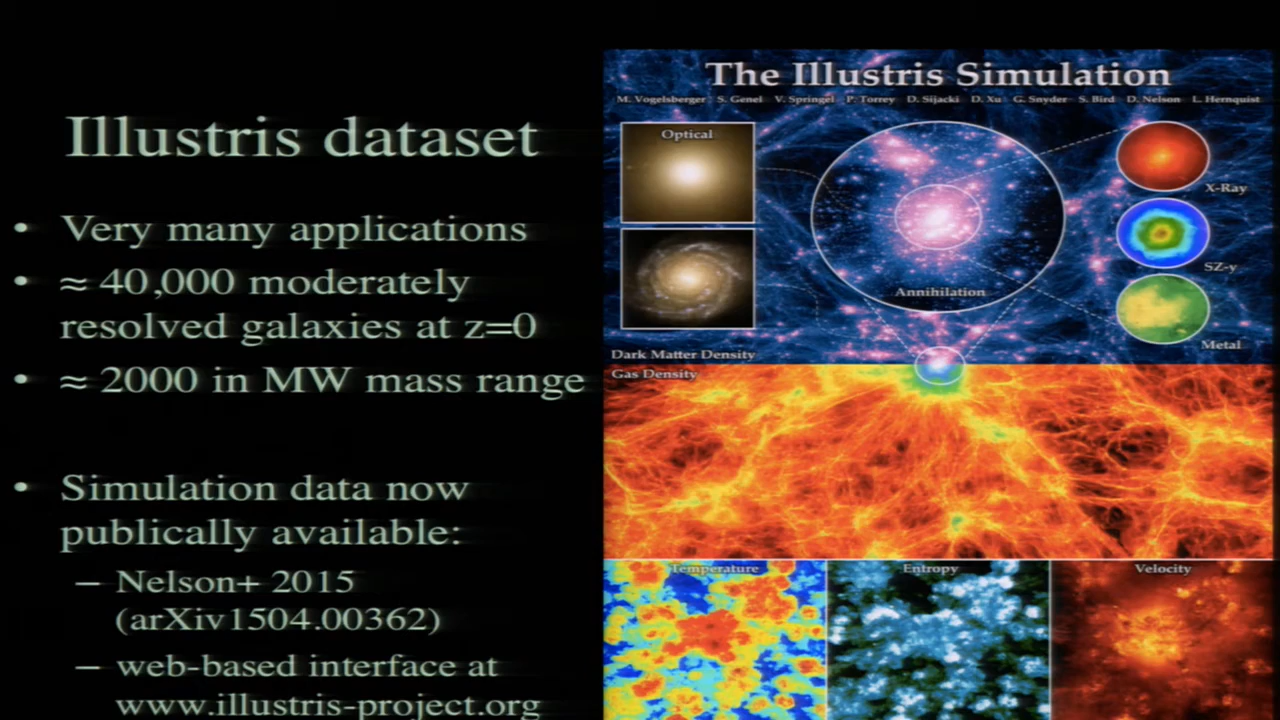 Illustris dataset
• Very many applications
• ≈ 40,000 moderately
resolved galaxies at z=0
• ≈ 2000 in MW mass range
• Simulation data now
publically available:
– Nelson+ 2015
(arXiv1504.00362)
– web-based interface at
www.illustris-project.org
The Illustris Simulation
M. Vogelsberger S. Genel V. Springel P. Torrey D. Sijacki D. Xu G. Snyder S. Bird D. Nelson L. Hernquist
Optical
X-Ray
SZ-y
Annihilation
Metal
Dark Matter Density
Gas Density
Temperature
Entropy
Velocity